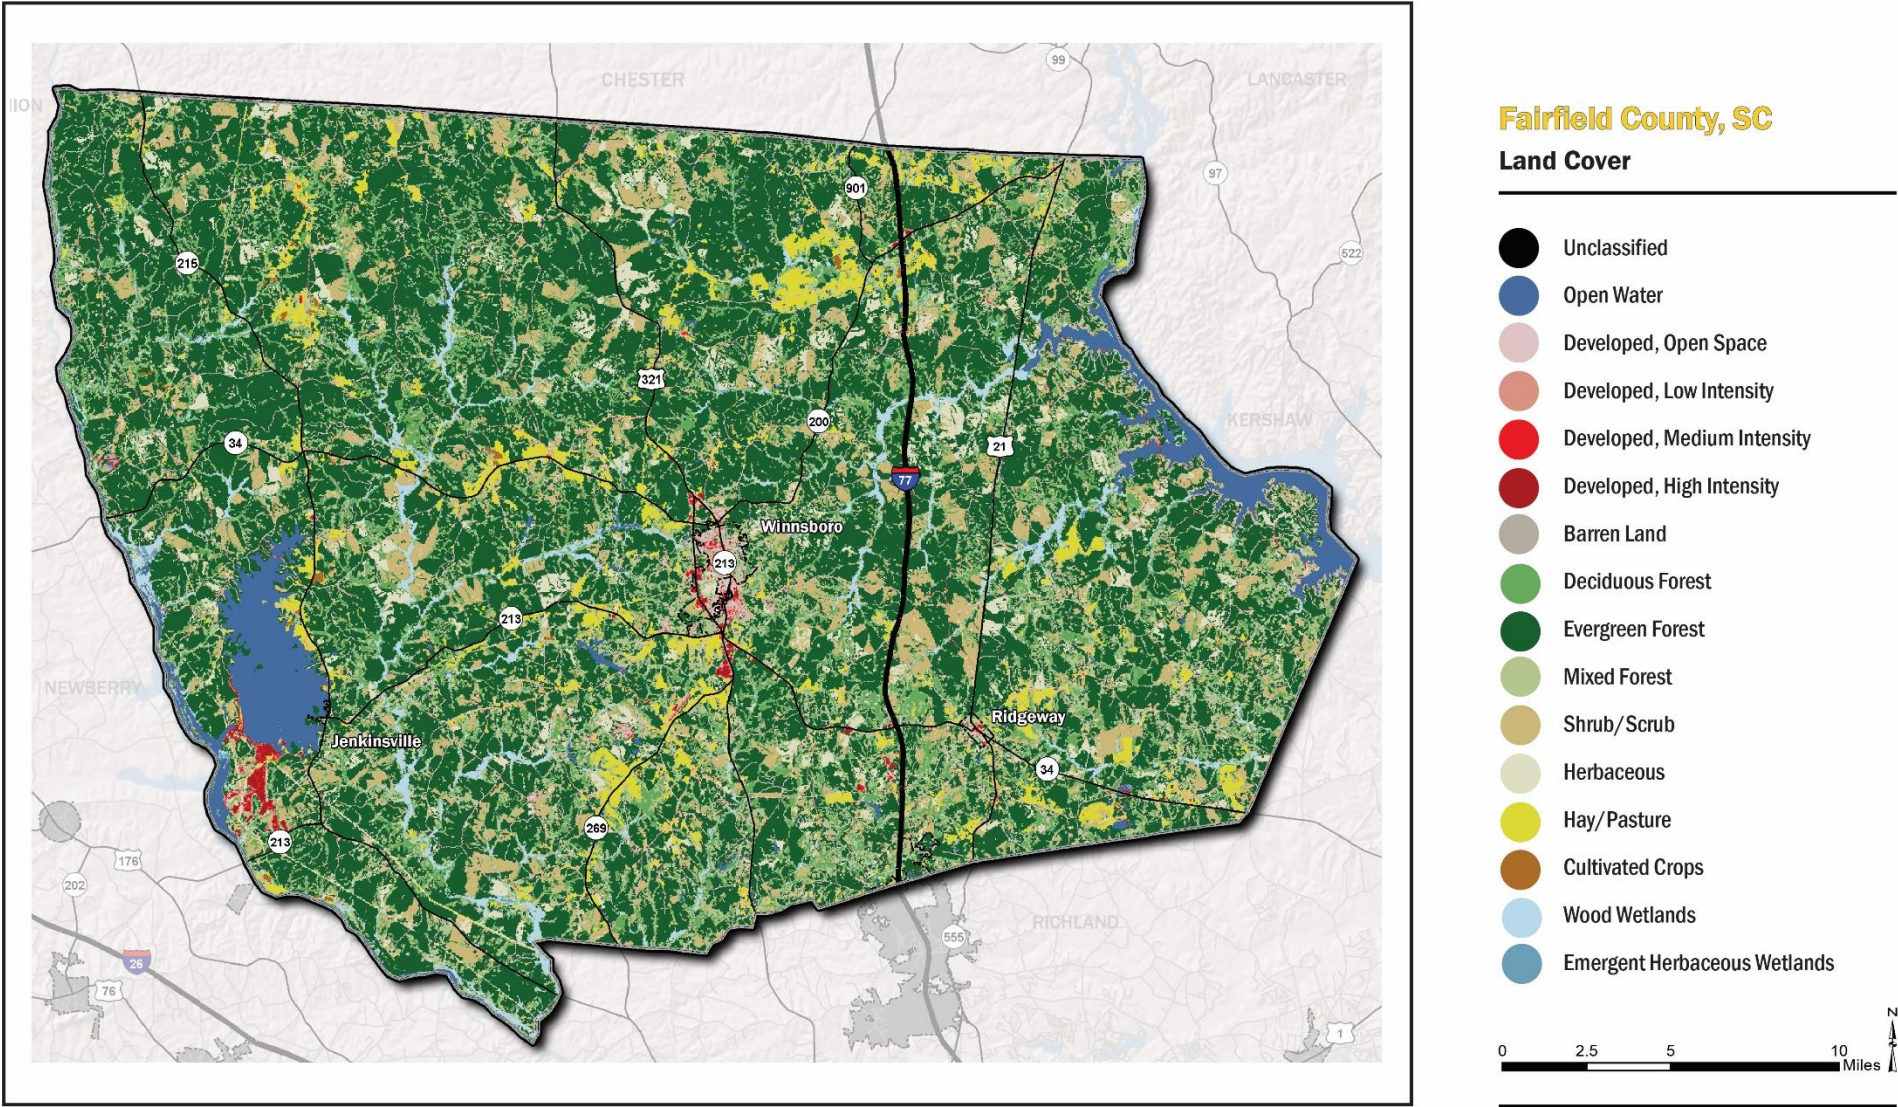 CHESTER
99
LANCASTER
IION
901
97
215
522
321
KERSHAW
200
34
21
77
Winnsboro
213
213
NEWBERRY
Ridgeway
Jenkinsville
34
269
213
176
202
RICHLAND
555
26
76
1
Fairfield County, SC
Land Cover
Unclassified
Open Water
Developed, Open Space
Developed, Low Intensity
Developed, Medium Intensity
Developed, High Intensity
Barren Land
Deciduous Forest
Evergreen Forest
Mixed Forest
Shrub/Scrub
Herbaceous
Hay/Pasture
Cultivated Crops
Wood Wetlands
Emergent Herbaceous Wetlands
N
0 2.5 5 10
Miles